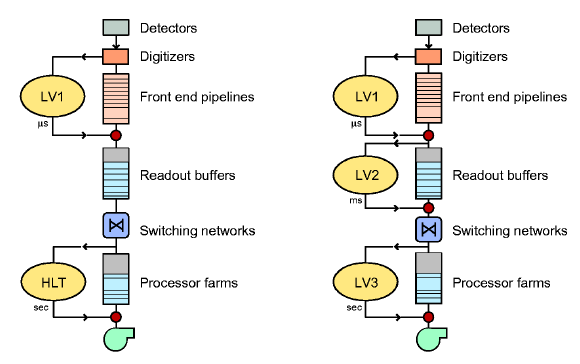 Detectors
Digitizers
LV1
Front end pipelines
µs
Readout buffers
Switching networks
HLT
Processor farms
sec
Detectors
Digitizers
LV1
Front end pipelines
µs
LV2
Readout buffers
ms
Switching networks
LV3
Processor farms
sec